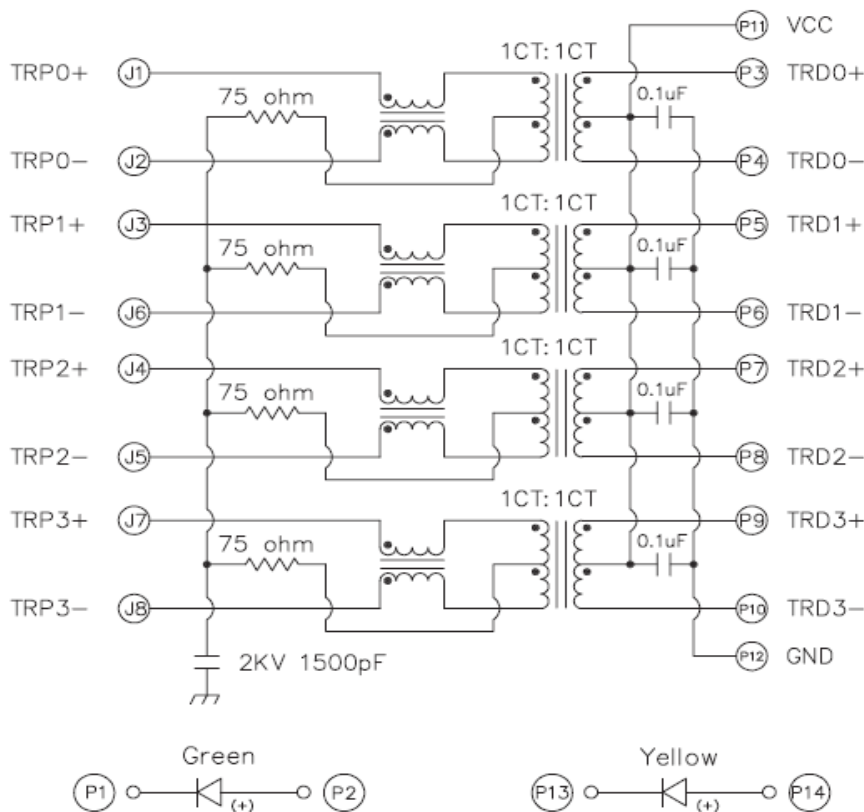 P11 VCC
1CT:1CT
TRP0+ J1 P3 TRD0+
75 ohm 0.1uF
TRP0- J2 P4 TRD0-
1CT:1CT
TRP1+ J3 P5 TRD1+
75 ohm 0.1uF
TRP1- J6 P6 TRD1-
1CT:1CT
TRP2+ J4 P7 TRD2+
75 ohm 0.1uF
TRP2- J5 P8 TRD2-
1CT:1CT
TRP3+ J7 P9 TRD3+
75 ohm 0.1uF
TRP3- J8 P10 TRD3-
P12 GND
2KV 1500pF
Green Yellow
P1 (+) P2 P13 (+) P14